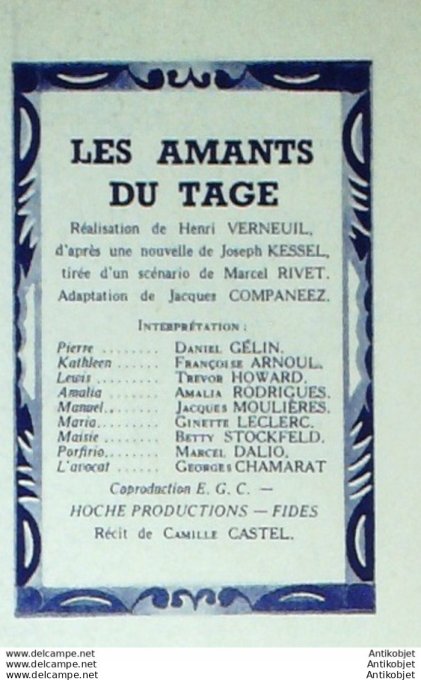 LES AMANTS
DU TAGE
Réalisation de Henri VERNEUIL,
d'après une nouvelle de Joseph KESSEL,
tirée d'un scénario de Marcel RIVET.
Adaptation de Jacques COMPANEEZ.
INTERPRÉTATION :
Pierre ........ DANIEL GÉLIN.
Kathleen ...... FRANÇOISE ARNOUL.
Lewis ......... TREVOR HOWARD.
Amalia ........ AMALIA RODRIGUES.
Manuel ........ JACQUES MOULIÈRES.
Maria.......... GINETTE LECLERC.
Maisie ........ BETTY STOCKFELD.
Porfirio....... MARCEL DALIO.
L'avocat ...... GEORGES CHAMARAT
Coproduction E. G. C. —
HOCHE PRODUCTIONS — FIDES
Récit de CAMILLE CASTEL.
www.delcampe.net Antikobjet
www.delcampe.net Antikobjet
www.delcampe.net Antikobjet